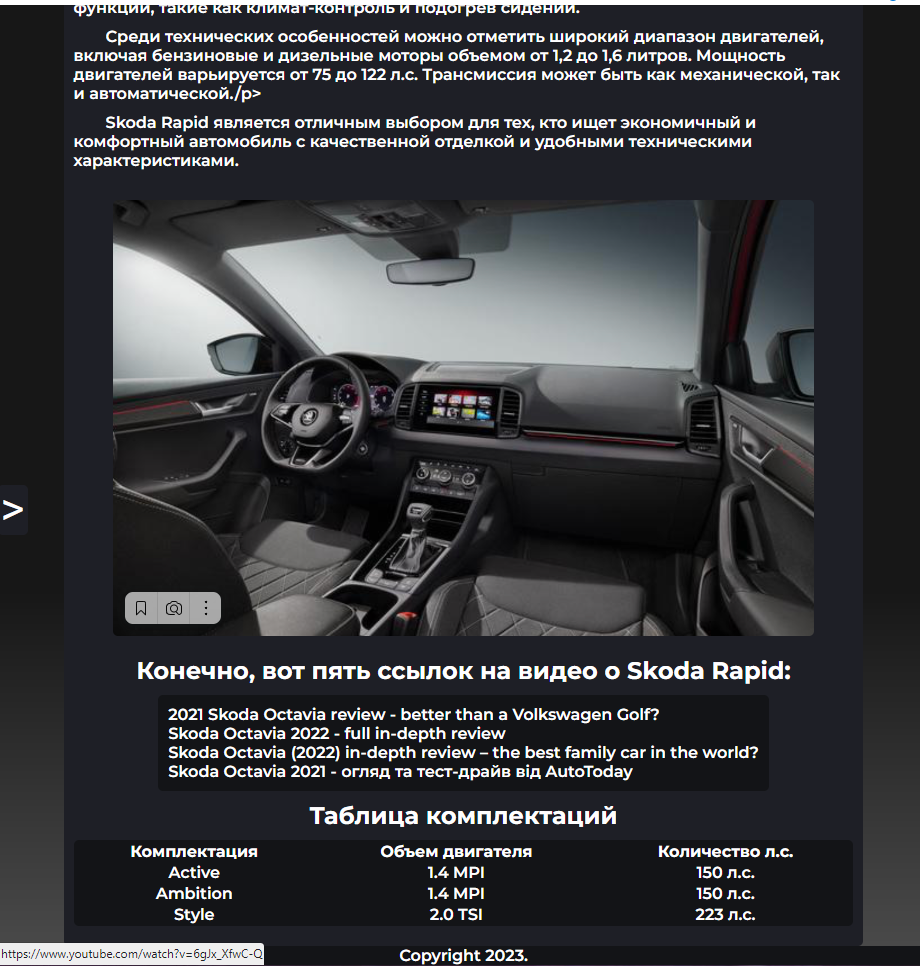 функции, такие как климат-контроль и подогрев сидений.
Среди технических особенностей можно отметить широкий диапазон двигателей,
включая бензиновые и дизельные моторы объемом от 1,2 до 1,6 литров. Мощность
двигателей варьируется от 75 до 122 л.с. Трансмиссия может быть как механической, так
и автоматической./p>
Skoda Rapid является отличным выбором для тех, кто ищет экономичный и
комфортный автомобиль с качественной отделкой и удобными техническими
характеристиками.
>
Конечно, вот пять ссылок на видео о Skoda Rapid:
2021 Skoda Octavia review - better than a Volkswagen Golf?
Skoda Octavia 2022 - full in-depth review
Skoda Octavia (2022) in-depth review – the best family car in the world?
Skoda Octavia 2021 - огляд та тест-драйв від AutoToday
Таблица комплектаций
Комплектация Объем двигателя Количество л.с.
Active 1.4 MPI 150 л.с.
Ambition 1.4 MPI 150 л.с.
Style 2.0 TSI 223 л.с.
https://www.youtube.com/watch?v=6gJx_XfwC-Q
Copyright 2023.